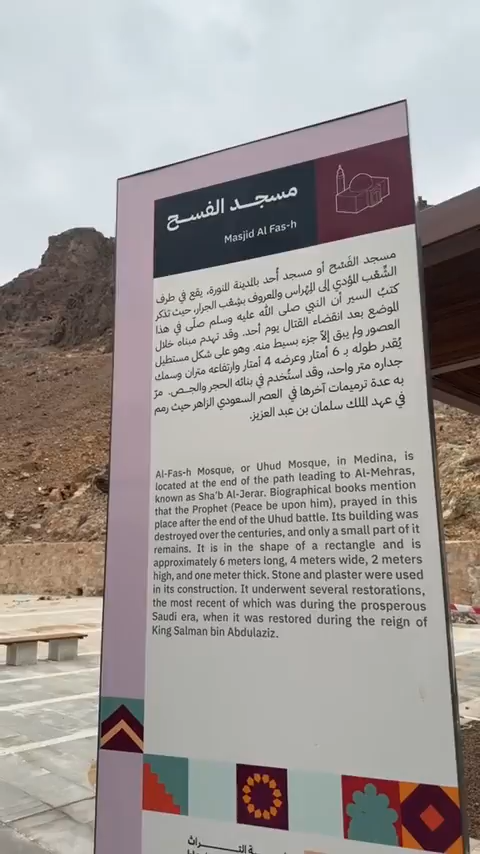 مسجد الفسح
Masjid Al Fas-h
مسجد الفَسْح أو مسجد أُحد بالمدينة المنورة، يقع في طرف
الشِّعْب المؤدي إلى المِهْراس والمعروف بشِعْب الجرار، حيث تذكر
كتبُ السير أن النبي صلى الله عليه وسلم صلّى في هذا
الموضع بعد انقضاء القتال يوم أحد. وقد تهدم مبناه خلال
العصور ولم يبق إلاّ جزء بسيط منه. وهو على شكل مستطيل
يُقدر طوله بـ 6 أمتار وعرضه 4 أمتار وارتفاعه متران وسمك
جداره متر واحد، وقد استُخدم في بنائه الحجر والجـص. مرّ
به عدة ترميمات آخرها في العصر السعودي الزاهر حيث رمم
في عهد الملك سلمان بن عبد العزيز.
Al-Fas-h Mosque, or Uhud Mosque, in Medina, is
located at the end of the path leading to Al-Mehras,
known as Sha'b Al-Jerar. Biographical books mention
that the Prophet (Peace be upon him), prayed in this
place after the end of the Uhud battle. Its building was
destroyed over the centuries, and only a small part of it
remains. It is in the shape of a rectangle and is
approximately 6 meters long, 4 meters wide, 2 meters
high, and one meter thick. Stone and plaster were used
in its construction. It underwent several restorations,
the most recent of which was during the prosperous
Saudi era, when it was restored during the reign of
King Salman bin Abdulaziz.
التـــراث